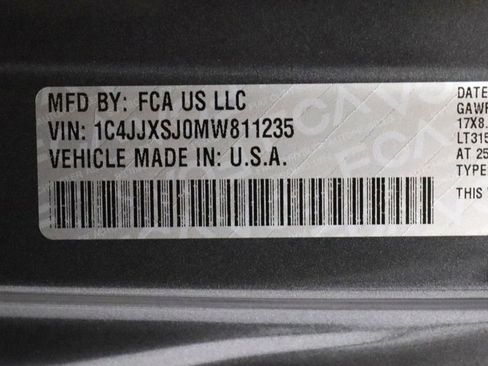 MFD BY: FCA US LLC
VIN: 1C4JJXSJ0MW811235
VEHICLE MADE IN: U.S.A.
DATE
GAWR
17X8.
LT315
AT 25
TYPE
THIS